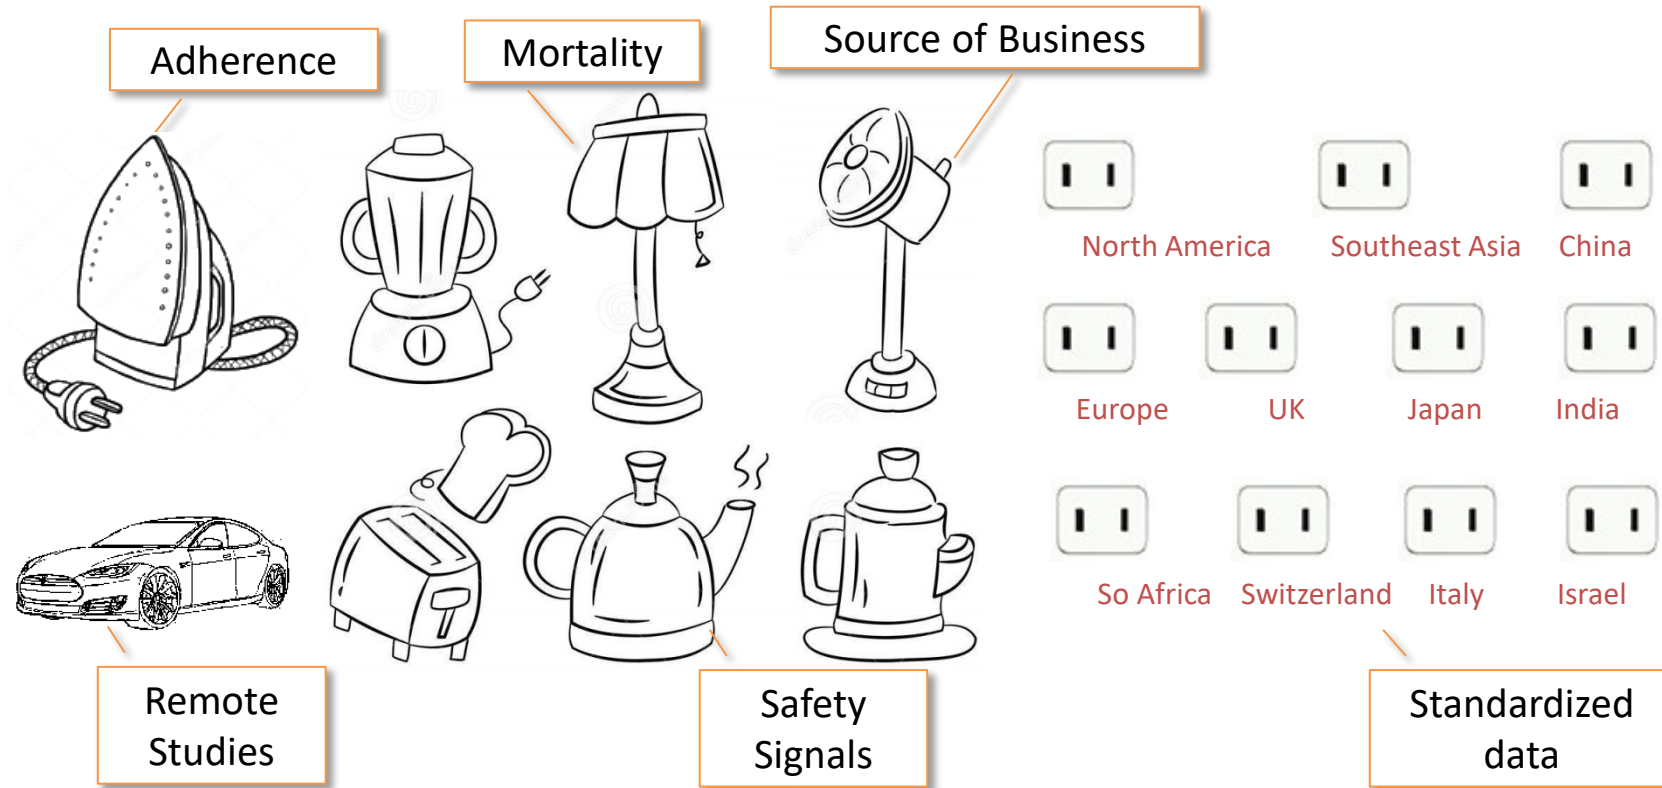 Adherence
Mortality
Source of Business
North America
Southeast Asia
China
Europe
UK
Japan
India
So Africa
Switzerland
Italy
Israel
Remote
Studies
Safety
Signals
Standardized
data